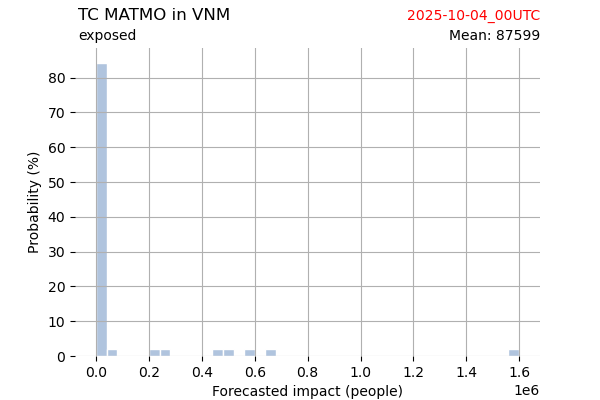 TC MATMO in VNM
2025-10-04_00UTC
exposed
Mean: 87599
Probability (%)
80
70
60
50
40
30
20
10
0
0.0 0.2 0.4 0.6 0.8 1.0 1.2 1.4 1.6
1e6
Forecasted impact (people)